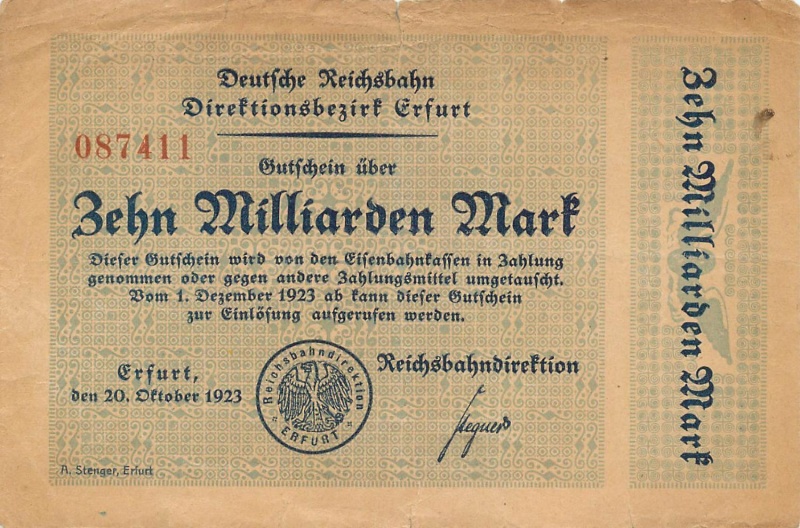 Deutsche Reichsbahn
Direktionsbezirk Erfurt
087411
Gutschein über
Zehn Milliarden Mark
Dieser Gutschein wird von den Eisenbahnkassen in Zahlung
genommen oder gegen andere Zahlungsmittel umgetauscht.
Vom 1. Dezember 1923 ab kann dieser Gutschein
zur Einlösung aufgerufen werden.
Erfurt,
den 20. Oktober 1923
Reichsbahndirektion
ERFURT
Reichsbahndirektion
A. Stenger, Erfurt
Zehn Milliarden Mark